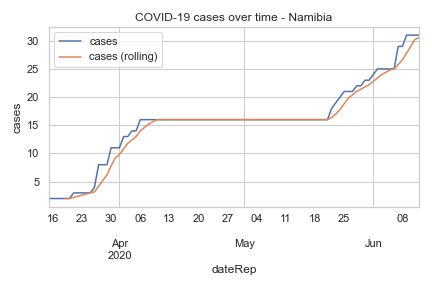 COVID-19 cases over time - Namibia
cases
cases (rolling)
cases
30
25
20
15
10
5
16 23 30 06 13 20 27 04 11 18 25 08
Apr May Jun
2020
dateRep